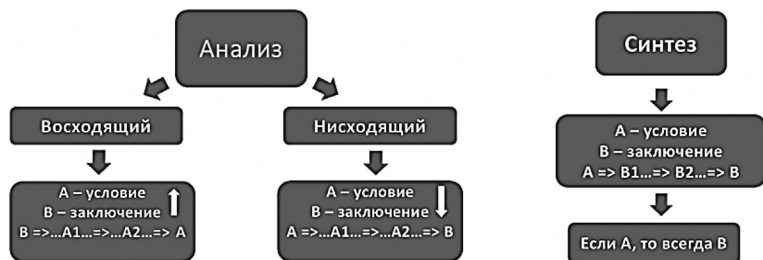 Анализ
Восходящий
А – условие
В – заключение
В =>...А1...=>...А2...=> А
Нисходящий
А – условие
В – заключение
А =>...А1...=>...А2...=> В
Синтез
А – условие
В – заключение
А => В1...=> В2...=> В
Если А, то всегда В